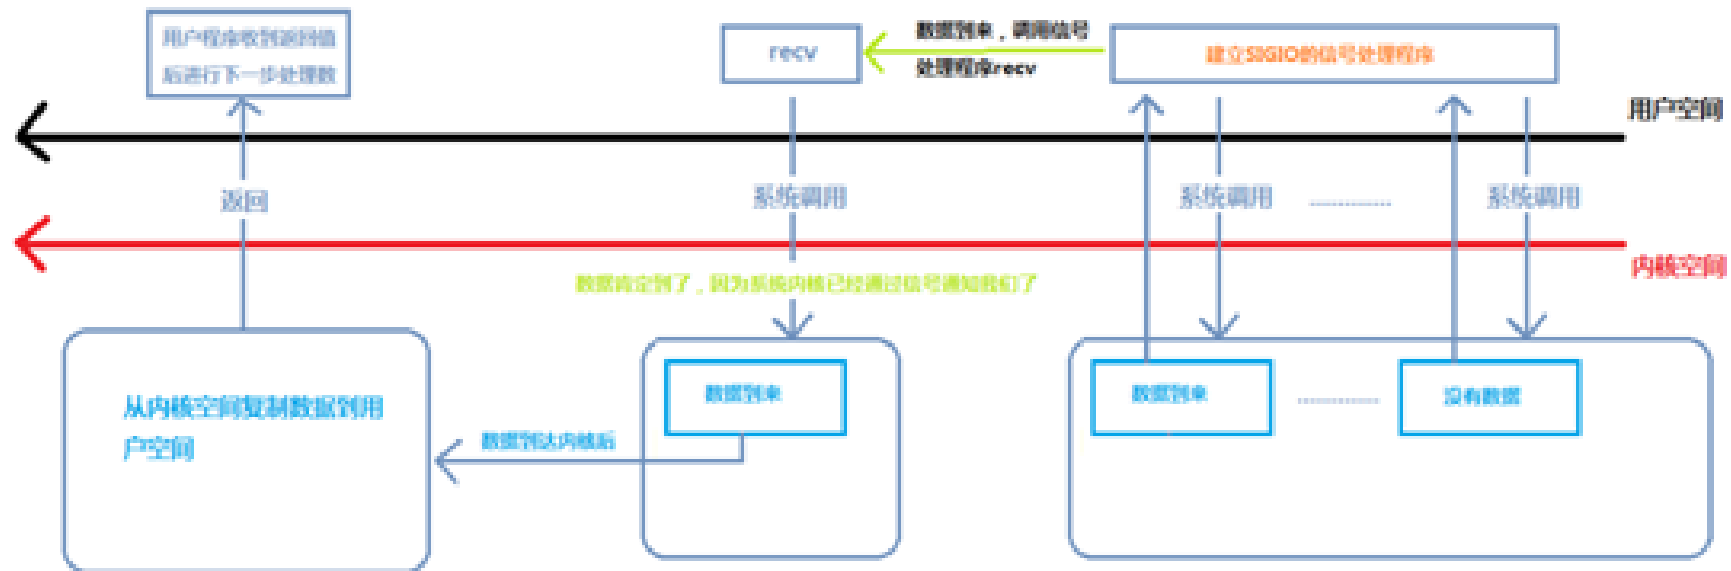 用户程序收到返回值
后进行下一步处理数
recv
数据到来，调用信号
处理程序recv
建立SIGIO的信号处理程序
用户空间
返回
系统调用
系统调用
系统调用
内核空间
数据肯定到了，因为系统内核已经通过信号通知我们了
从内核空间复制数据到用
户空间
数据到达内核后
数据到来
数据到来
没有数据